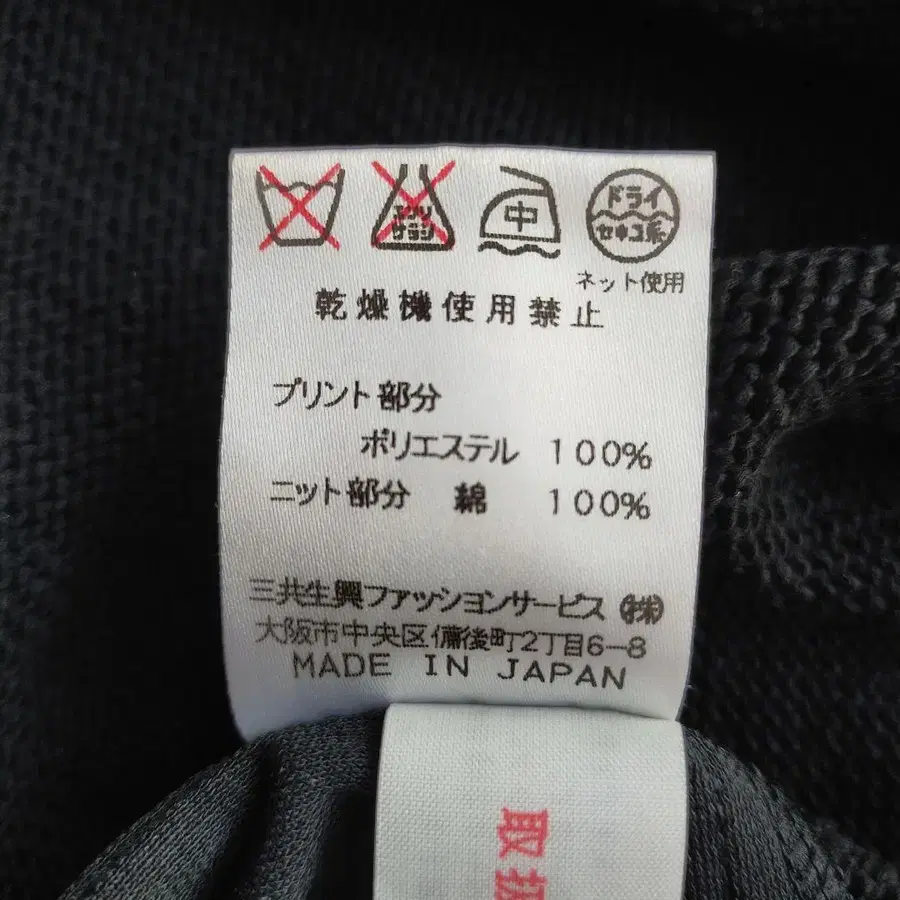 エンソ
サラシ
中
ドライ
セキユ系
ネット使用
乾燥機使用禁止
プリント部分
ポリエステル 100%
ニット部分 綿 100%
三共生興ファッションサービス ㈱
大阪市中央区備後町2丁目6-8
MADE IN JAPAN
取扱